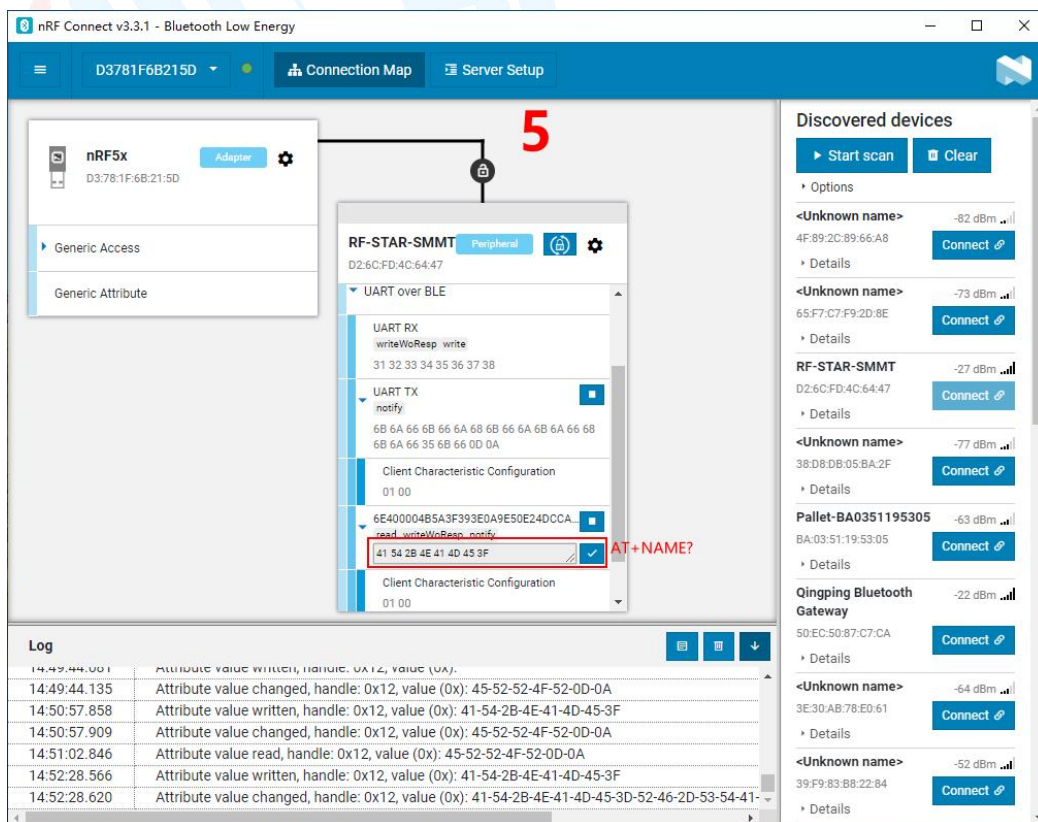 nRF Connect v3.3.1 - Bluetooth Low Energy
D3781F6B215D
Connection Map
Server Setup
5
nRF5x
Adapter
D3:78:1F:6B:21:5D
Generic Access
Generic Attribute
RF-STAR-SMMT
Peripheral
D2:6C:FD:4C:64:47
UART over BLE
UART RX
writeWoResp write
31 32 33 34 35 36 37 38
UART TX
notify
6B 6A 66 6B 66 6A 68 6B 66 6A 6B 6A 66 68
6B 6A 66 35 6B 66 0D 0A
Client Characteristic Configuration
01 00
6E400004B5A3F393E0A9E50E24DCCA...
read writeWoResp notify
41 54 2B 4E 41 4D 45 3F
AT+NAME?
Client Characteristic Configuration
01 00
Discovered devices
Start scan
Clear
Options
<Unknown name>
-82 dBm
4F:89:2C:89:66:A8
Connect
Details
<Unknown name>
-73 dBm
65:F7:C7:F9:2D:8E
Connect
Details
RF-STAR-SMMT
-27 dBm
D2:6C:FD:4C:64:47
Connect
Details
<Unknown name>
-77 dBm
38:D8:DB:05:BA:2F
Connect
Details
Pallet-BA0351195305
-63 dBm
BA:03:51:19:53:05
Connect
Details
Qingping Bluetooth
Gateway
-22 dBm
50:EC:50:87:C7:CA
Connect
Details
<Unknown name>
-64 dBm
3E:30:AB:78:E0:61
Connect
Details
<Unknown name>
-52 dBm
39:F9:83:B8:22:84
Connect
Details
Log
14:49:44.081 Attribute value written, handle: 0x12, value (0x):
14:49:44.135 Attribute value changed, handle: 0x12, value (0x): 45-52-52-4F-52-0D-0A
14:50:57.858 Attribute value written, handle: 0x12, value (0x): 41-54-2B-4E-41-4D-45-3F
14:50:57.909 Attribute value changed, handle: 0x12, value (0x): 45-52-52-4F-52-0D-0A
14:51:02.846 Attribute value read, handle: 0x12, value (0x): 45-52-52-4F-52-0D-0A
14:52:28.566 Attribute value written, handle: 0x12, value (0x): 41-54-2B-4E-41-4D-45-3F
14:52:28.620 Attribute value changed, handle: 0x12, value (0x): 41-54-2B-4E-41-4D-45-3D-52-46-2D-53-54-41-